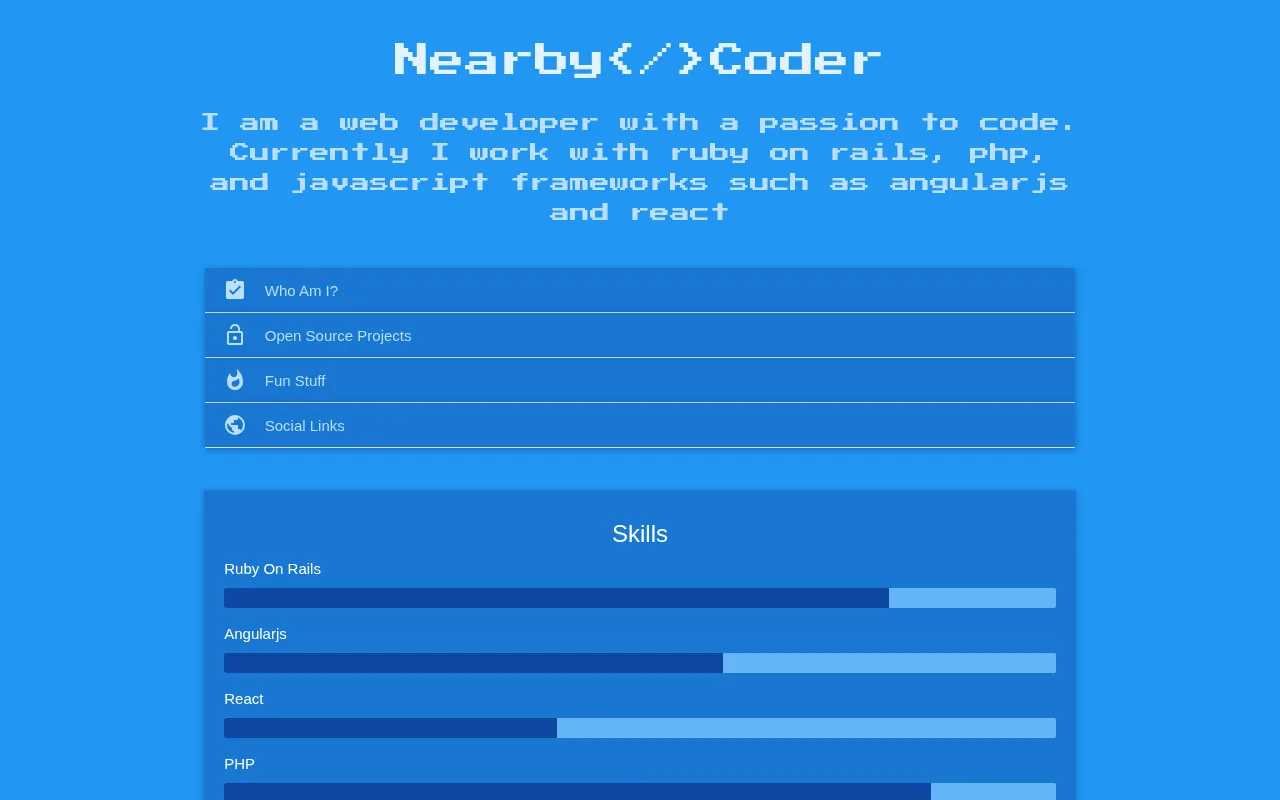 Nearby(/)Coder
I am a web developer with a passion to code.
Currently I work with ruby on rails, php,
and javascript frameworks such as angularjs
and react
Who Am I?
Open Source Projects
Fun Stuff
Social Links
Skills
Ruby On Rails
Angularjs
React
PHP